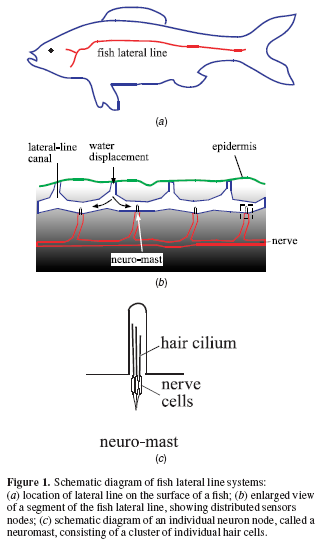 fish lateral line
(a)
lateral-line
canal
water
displacement
epidermis
nerve
neuro-mast
(b)
hair cilium
nerve
cells
neuro-mast
(c)
Figure 1. Schematic diagram of fish lateral line systems:
(a) location of lateral line on the surface of a fish; (b) enlarged view
of a segment of the fish lateral line, showing distributed sensors
nodes; (c) schematic diagram of an individual neuron node, called a
neuromast, consisting of a cluster of individual hair cells.